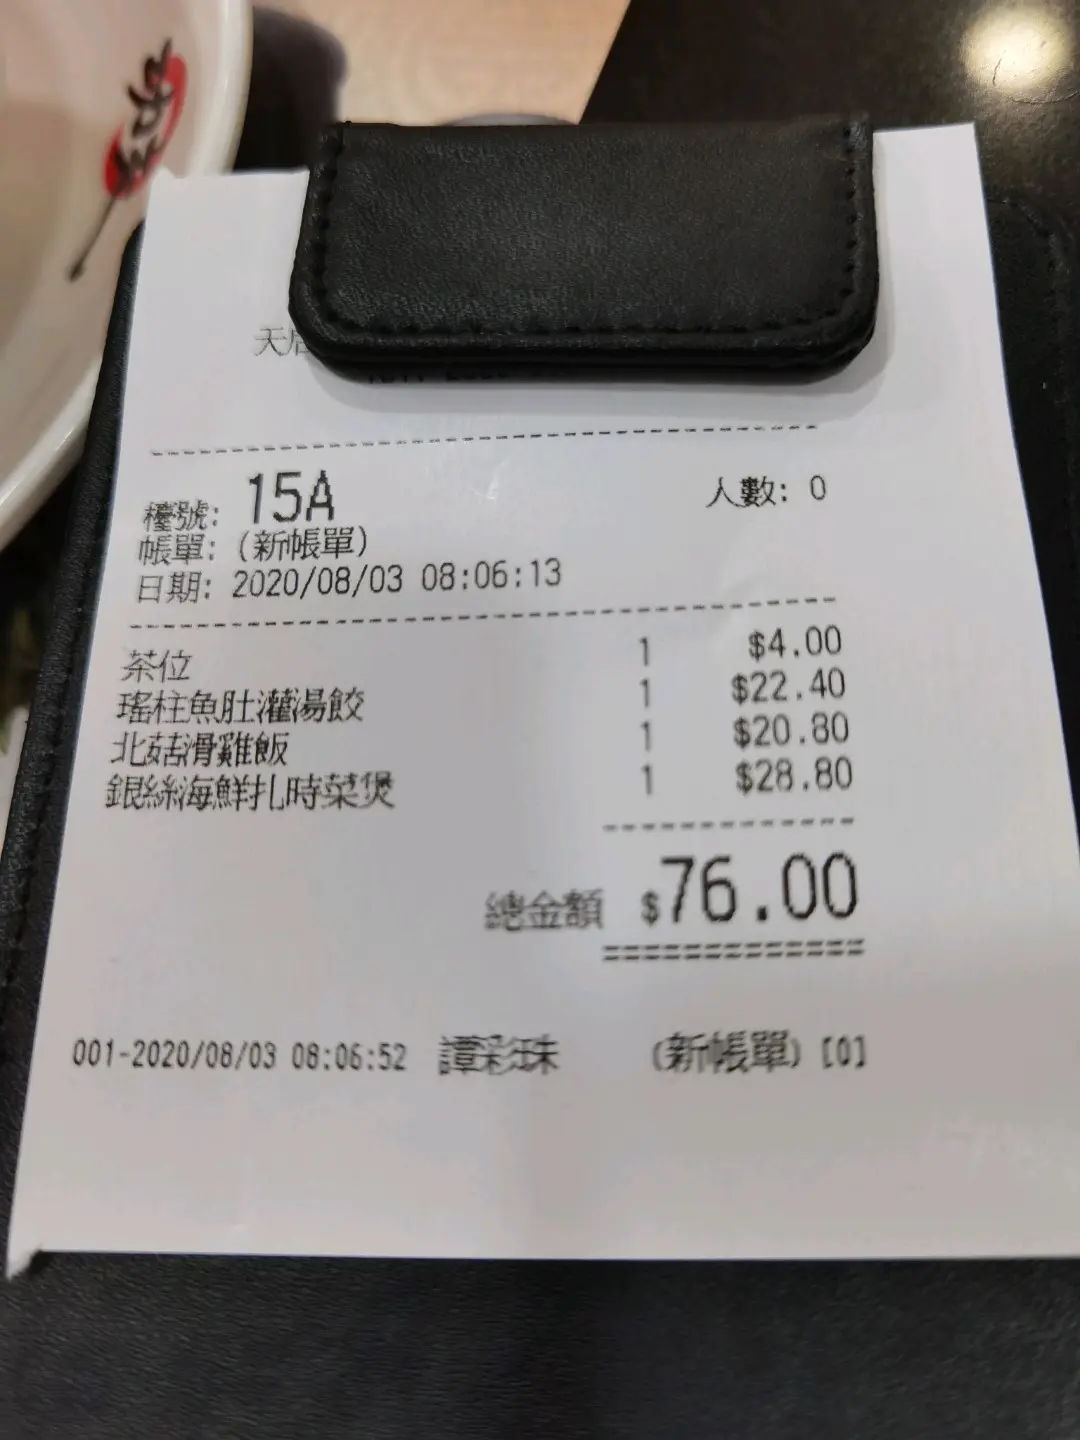 天后
檯號: 15A 人數: 0
帳單: (新帳單)
日期: 2020/08/03 08:06:13
茶位 1 $4.00
瑤柱魚肚灌湯餃 1 $22.40
北菇滑雞飯 1 $20.80
銀絲海鮮扎時菜煲 1 $28.80
總金額 $76.00
001-2020/08/03 08:06:52 譚彩珠 (新帳單) [0]